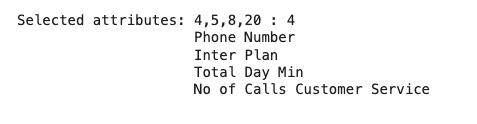 Selected attributes: 4,5,8,20 : 4
Phone Number
Inter Plan
Total Day Min
No of Calls Customer Service